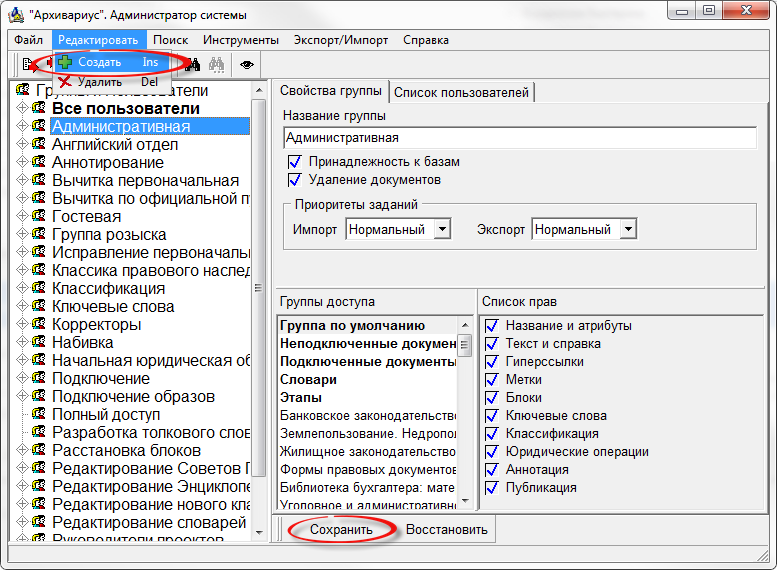 "Архивариус". Администратор системы
Файл Редактировать Поиск Инструменты Экспорт/Импорт Справка
Создать Ins
Удалить Del
Все пользователи
Административная
Английский отдел
Аннотирование
Вычитка первоначальная
Вычитка по официальной п
Гостевая
Группа розыска
Исправление первоначаль
Классика правового наслед
Классификация
Ключевые слова
Корректоры
Набивка
Начальная юридическая об
Подключение
Подключение образов
Полный доступ
Разработка толкового слов
Расстановка блоков
Редактирование Советов Г
Редактирование Энциклопе
Редактирование нового кла
Редактирование словарей
Руководители проектов
Свойства группы Список пользователей
Название группы
Административная
Принадлежность к базам
Удаление документов
Приоритеты заданий
Импорт Нормальный Экспорт Нормальный
Группы доступа
Группа по умолчанию
Неподключенные докумен
Подключенные документы
Словари
Этапы
Банковское законодательство
Землепользование. Недропол
Жилищное законодательство
Формы правовых документов
Библиотека бухгалтера: мате
Уголовное и административно
Список прав
Название и атрибуты
Текст и справка
Гиперссылки
Метки
Блоки
Ключевые слова
Классификация
Юридические операции
Аннотация
Публикация
Сохранить Восстановить